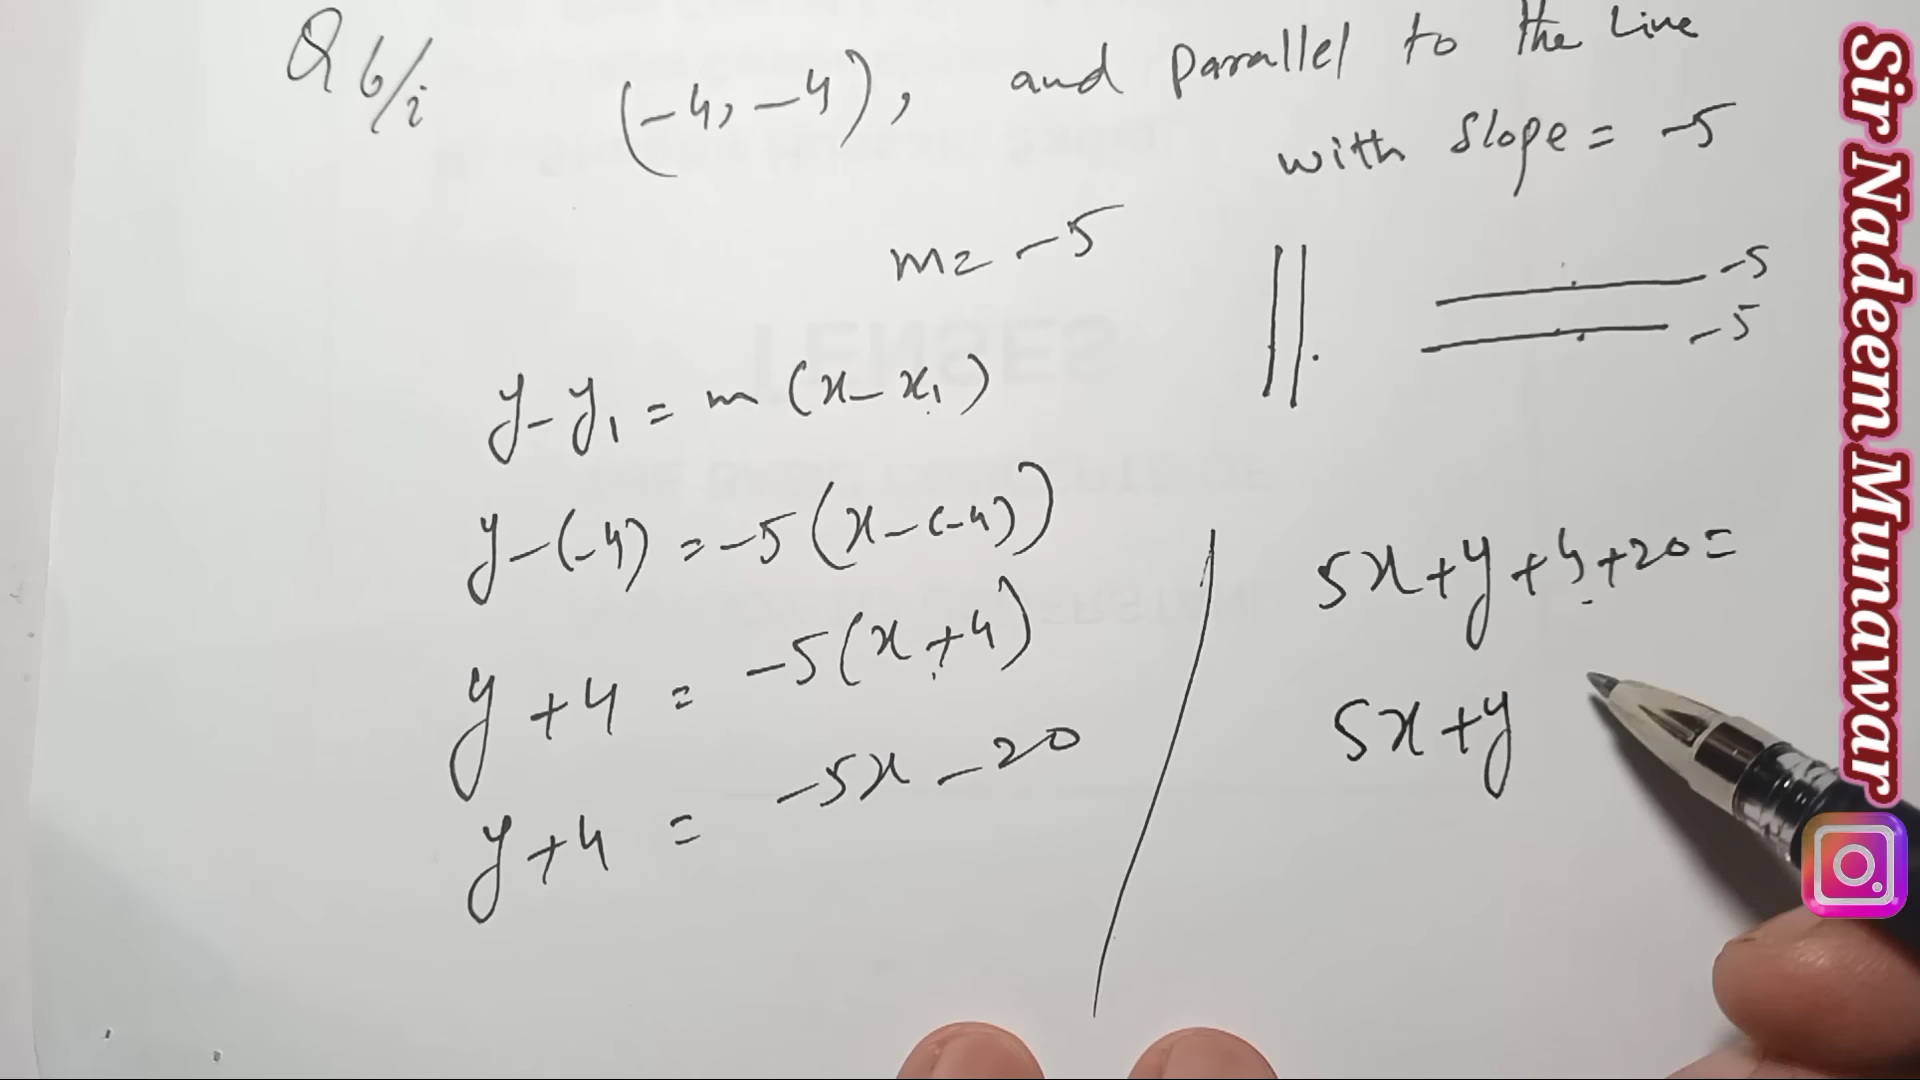 Q 6/i
(-4, -4), and Parallel to the Line
with Slope = -5
m = -5
-5
-5
y - y₁ = m (x - x₁)
y - (-4) = -5 (x - (-4))
y + 4 = -5(x + 4)
y + 4 = -5x - 20
5x + y + 4 + 20 =
5x + y
Sir Nadeem Munawar